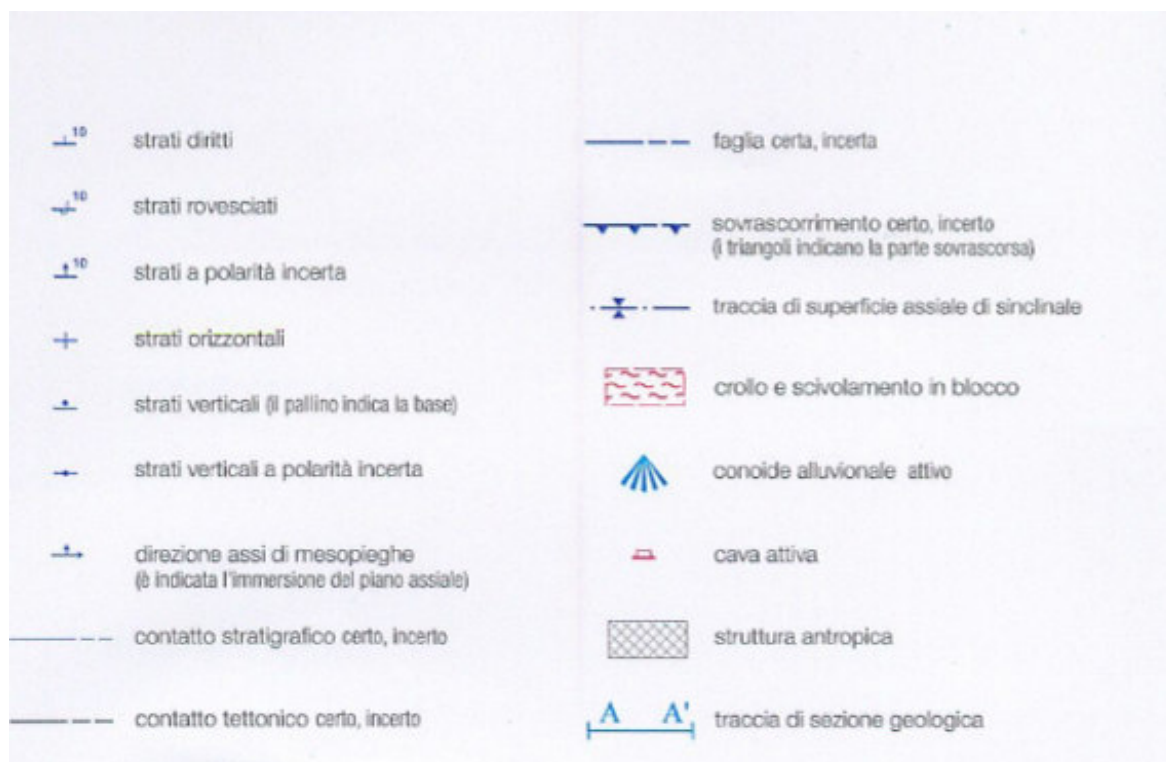 10 strati diritti
10 strati rovesciati
10 strati a polarità incerta
strati orizzontali
strati verticali (il pallino indica la base)
strati verticali a polarità incerta
direzione assi di mesopieghe
(è indicata l'immersione del piano assiale)
contatto stratigrafico certo, incerto
contatto tettonico certo, incerto
faglia certa, incerta
sovrascorrimento certo, incerto
(i triangoli indicano la parte sovrascorsa)
traccia di superficie assiale di sinclinale
crollo e scivolamento in blocco
conoide alluvionale attivo
cava attiva
struttura antropica
A A' traccia di sezione geologica